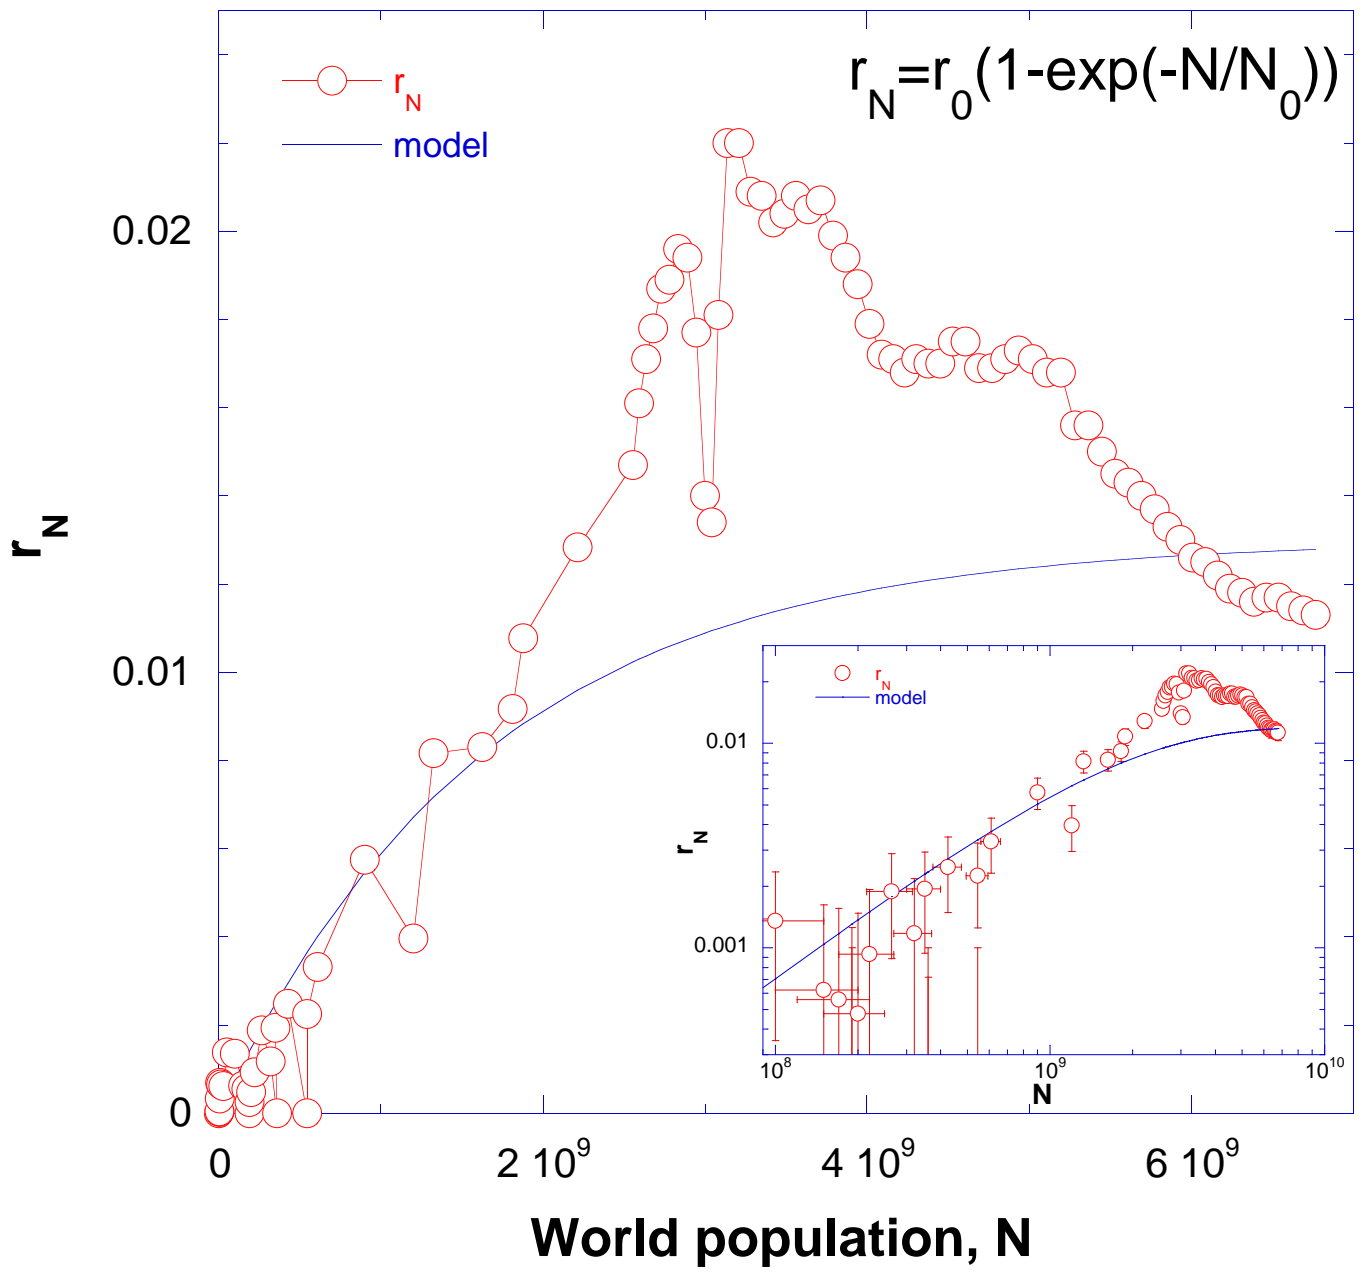 r_N=r_0(1-exp(-N/N_0))
r_N
model
0.02
0.01
0
r_N
0
2 10^9
4 10^9
6 10^9
World population, N
r_N
model
0.01
0.001
r_N
10^8
10^9
10^10
N